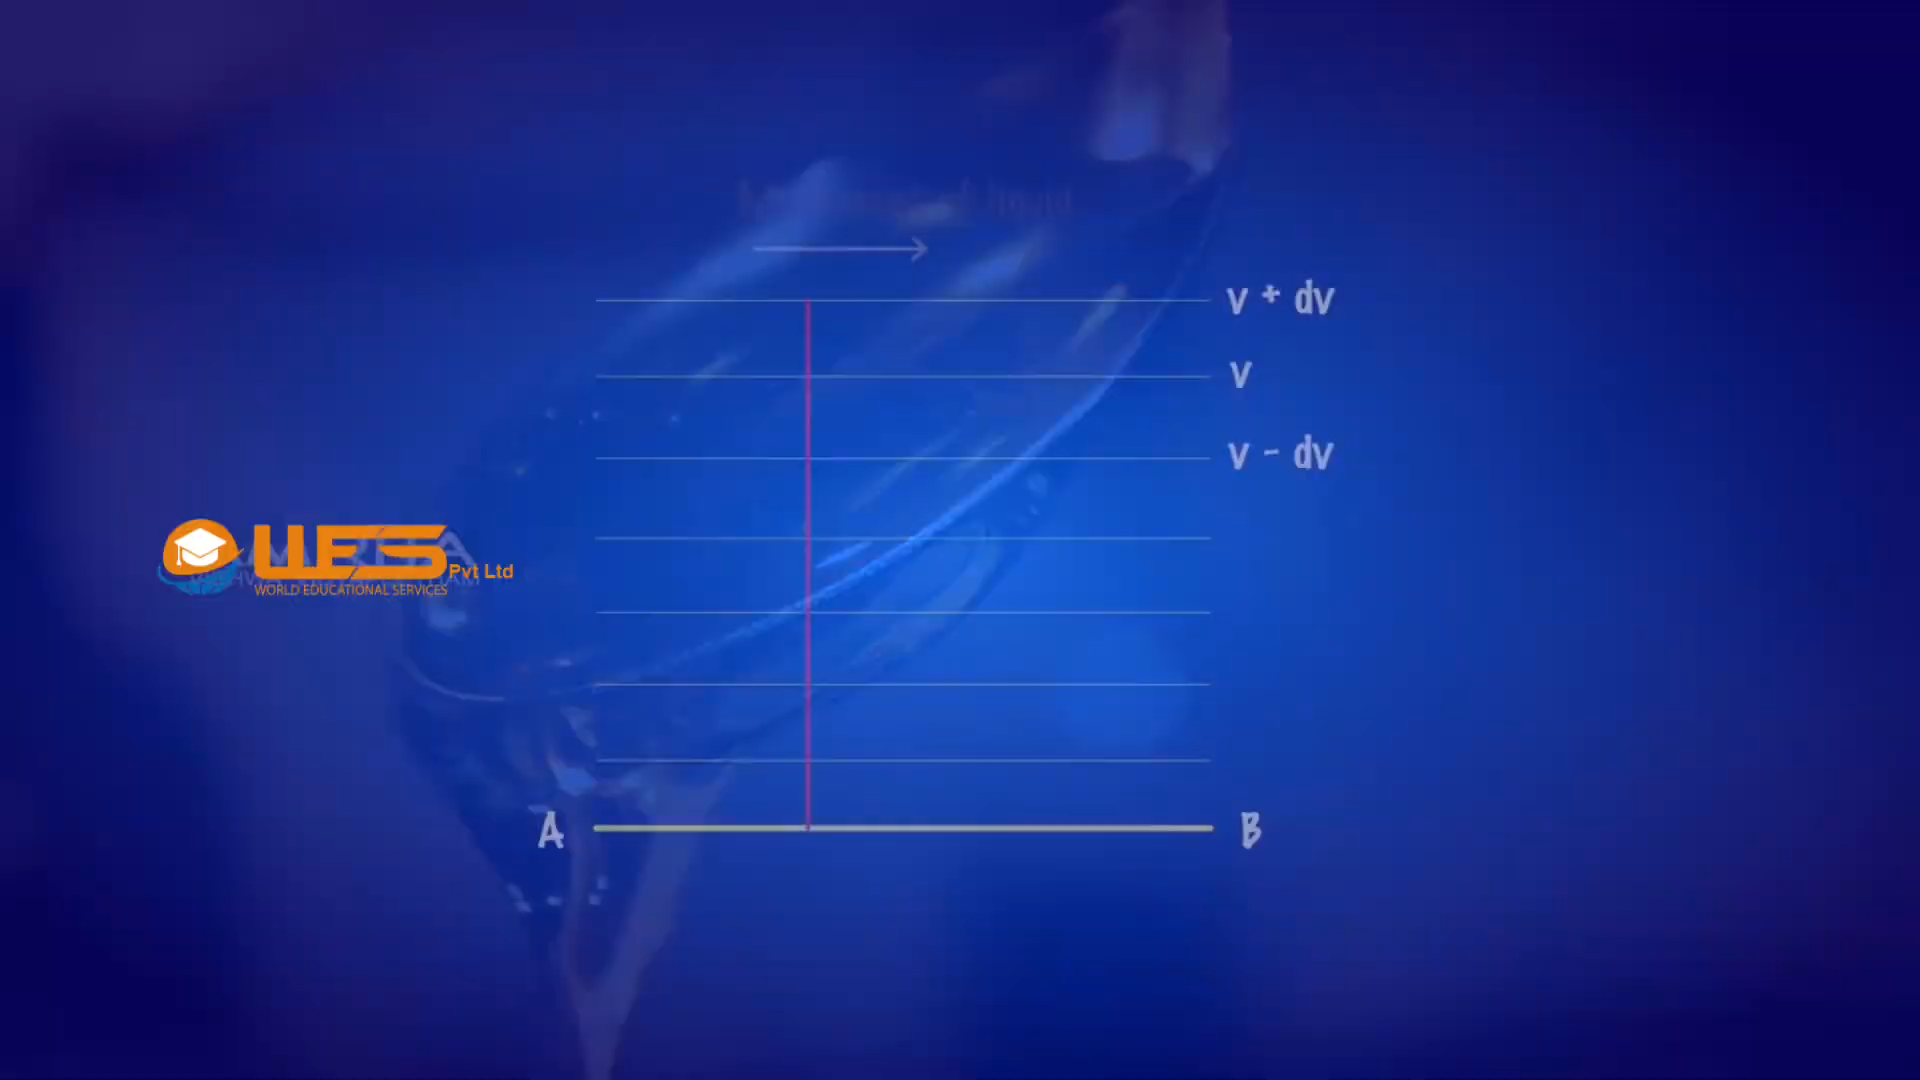 v + dv
v
v - dv
WES Pvt Ltd
WORLD EDUCATIONAL SERVICES
A
B